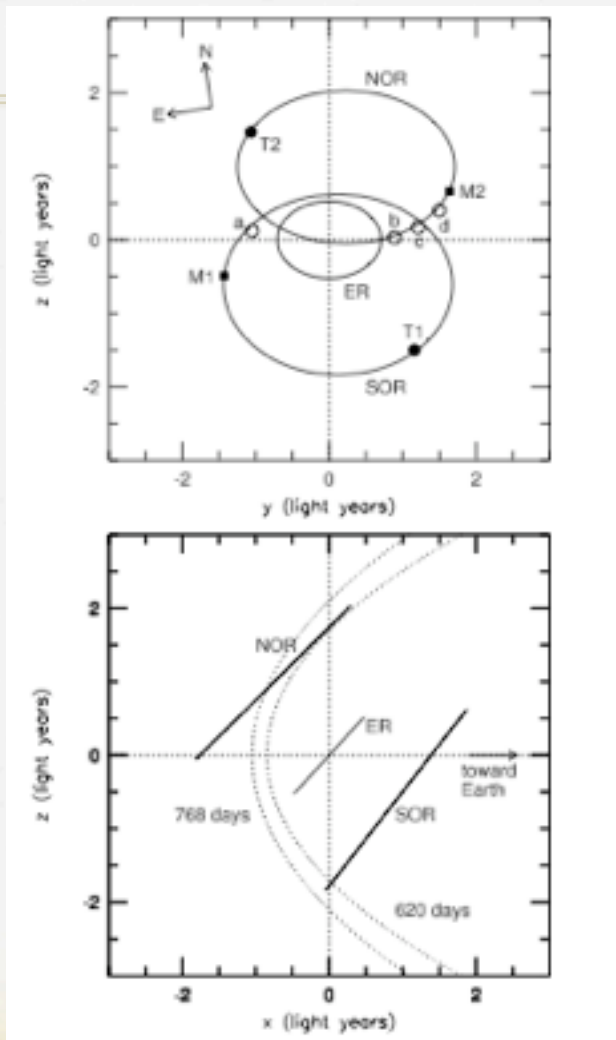 2
0
-2
z (light years)
N
E
NOR
T2
M2
a
b
c
d
M1
ER
T1
SOR
-2
0
2
y (light years)
2
0
-2
z (light years)
NOR
ER
toward
Earth
768 days
SOR
620 days
-2
0
2
x (light years)